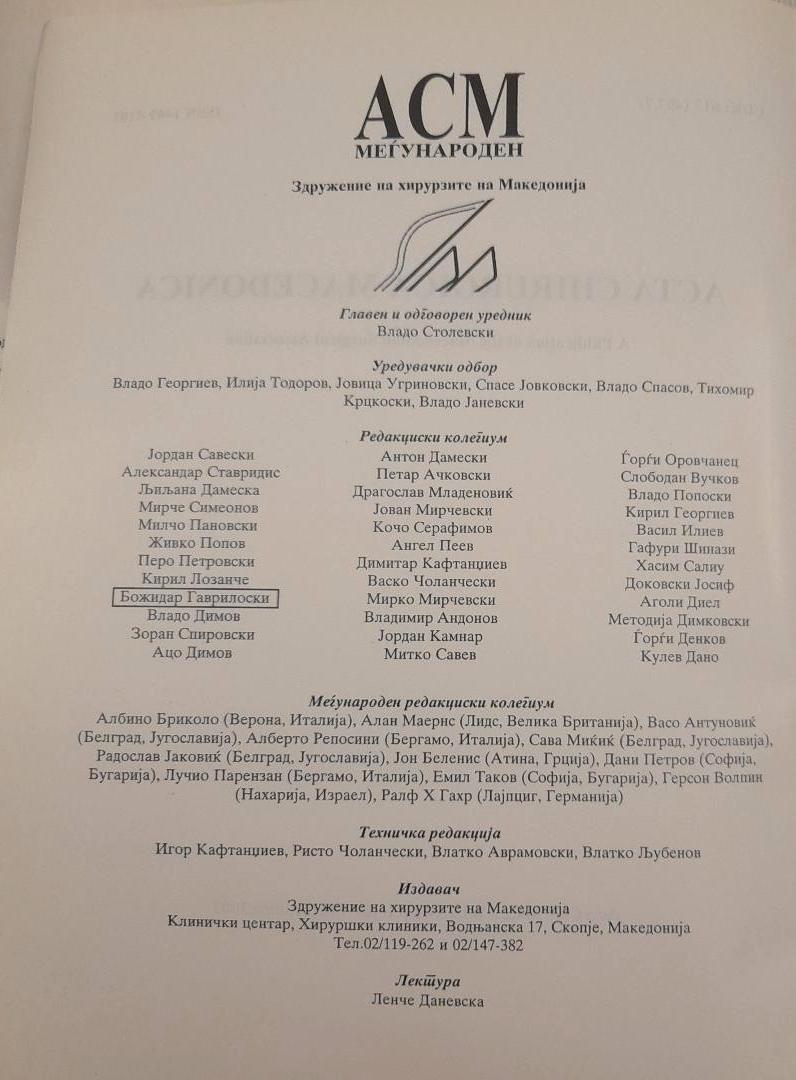 АСМ
МЕЃУНАРОДЕН
Здружение на хирурзите на Македонија
Главен и одговорен уредник
Владо Столевски
Уредувачки одбор
Владо Георгиев, Илија Тодоров, Јовица Угриновски, Спасе Јовковски, Владо Спасов, Тихомир
Крцкоски, Владо Јаневски
Редакциски колегиум
Јордан Савески
Александар Ставридис
Љиљана Дамеска
Мирче Симеонов
Милчо Пановски
Живко Попов
Перо Петровски
Кирил Лозанче
Божидар Гаврилоски
Владо Димов
Зоран Спировски
Ацо Димов
Антон Дамески
Петар Ачковски
Драгослав Младеновиќ
Јован Мирчевски
Кочо Серафимов
Ангел Пеев
Димитар Кафтанџиев
Васко Чоланчески
Мирко Мирчевски
Владимир Андонов
Јордан Камнар
Митко Савев
Ѓорѓи Оровчанец
Слободан Вучков
Владо Попоски
Кирил Георгиев
Васил Илиев
Гафури Шинази
Хасим Салиу
Доковски Јосиф
Аголи Диел
Методија Димковски
Ѓорѓи Денков
Кулев Дано
Меѓународен редакциски колегиум
Албино Бриколо (Верона, Италија), Алан Маернс (Лидс, Велика Британија), Васо Антуновиќ
(Белград, Југославија), Алберто Репосини (Бергамо, Италија), Сава Миќиќ (Белград, Југославија),
Радослав Јаковиќ (Белград, Југославија), Јон Беленис (Атина, Грција), Дани Петров (Софија,
Бугарија), Лучио Парензан (Бергамо, Италија), Емил Таков (Софија, Бугарија), Герсон Волпин
(Нахарија, Израел), Ралф Х Гахр (Лајпциг, Германија)
Техничка редакција
Игор Кафтанџиев, Ристо Чоланчески, Влатко Аврамовски, Влатко Љубенов
Издавач
Здружение на хирурзите на Македонија
Клинички центар, Хируршки клиники, Водњанска 17, Скопје, Македонија
Тел.02/119-262 и 02/147-382
Лектура
Ленче Даневска